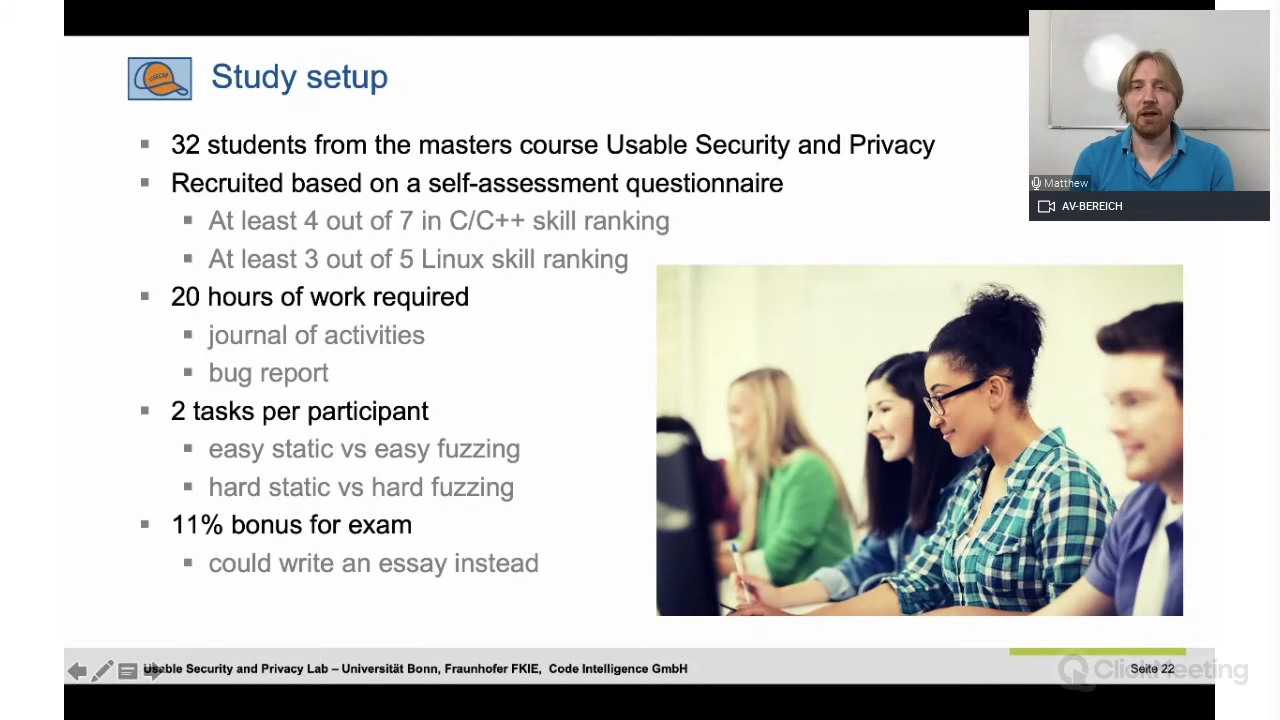 USECAP
Study setup
32 students from the masters course Usable Security and Privacy
Recruited based on a self-assessment questionnaire
At least 4 out of 7 in C/C++ skill ranking
At least 3 out of 5 Linux skill ranking
20 hours of work required
journal of activities
bug report
2 tasks per participant
easy static vs easy fuzzing
hard static vs hard fuzzing
11% bonus for exam
could write an essay instead
Matthew
AV-BEREICH
Usable Security and Privacy Lab – Universität Bonn, Fraunhofer FKIE, Code Intelligence GmbH
Seite 22
ClickMeeting